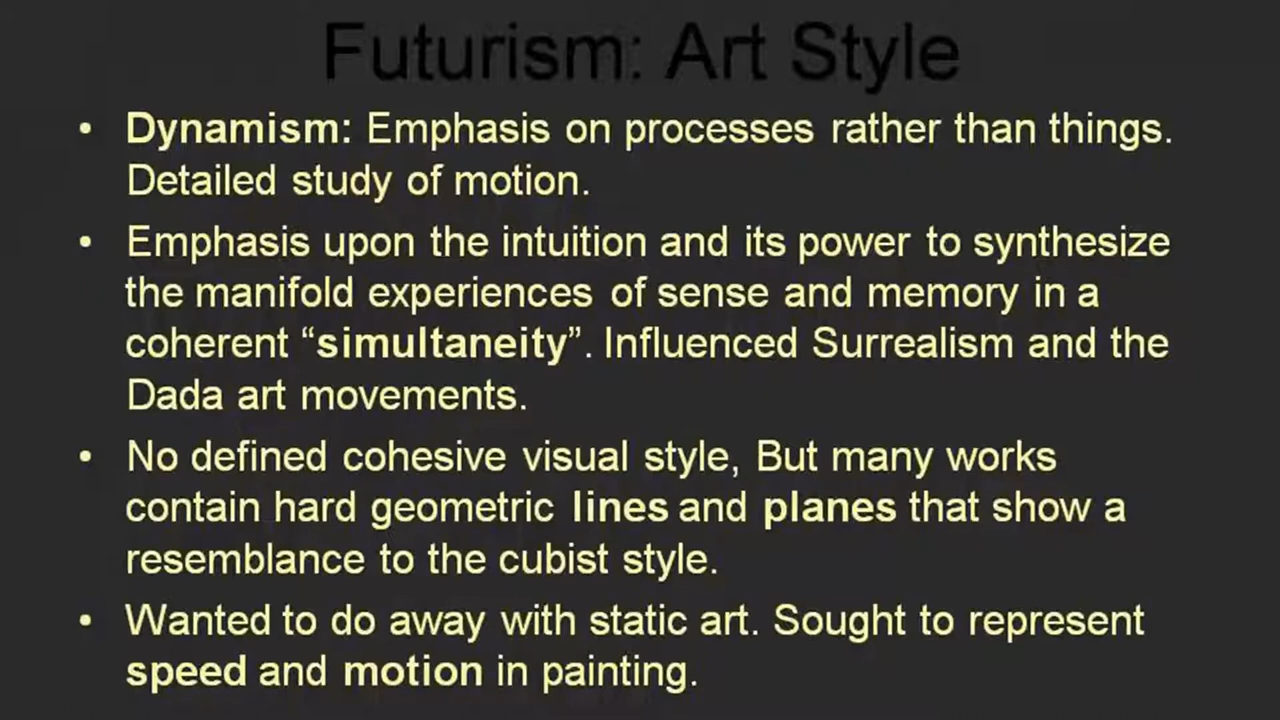 Futurism: Art Style
• Dynamism: Emphasis on processes rather than things.
Detailed study of motion.
• Emphasis upon the intuition and its power to synthesize
the manifold experiences of sense and memory in a
coherent “simultaneity”. Influenced Surrealism and the
Dada art movements.
• No defined cohesive visual style, But many works
contain hard geometric lines and planes that show a
resemblance to the cubist style.
• Wanted to do away with static art. Sought to represent
speed and motion in painting.